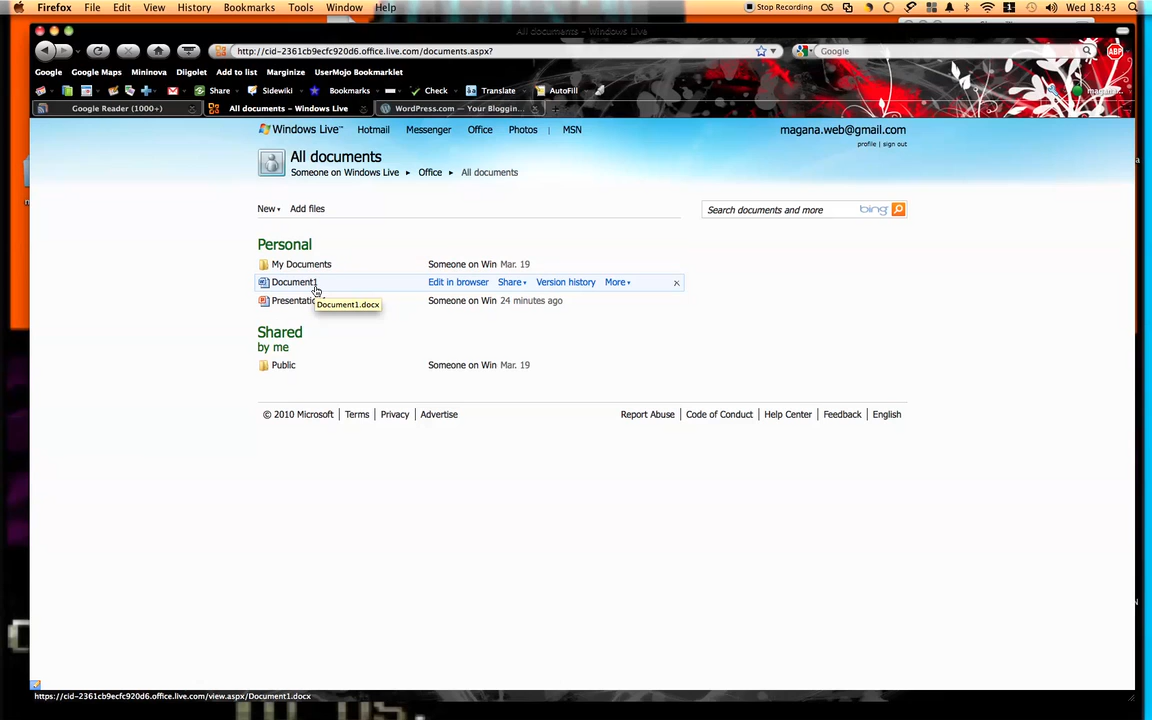 Firefox File Edit View History Bookmarks Tools Window Help Stop Recording 1 Wed 18:43
All documents – Windows Live
http://cid-2361cb9ecfc920d6.office.live.com/documents.aspx? Google ABP
Google Google Maps Mininova Diigolet Add to list Marginize UserMojo Bookmarklet
Share Sidewiki Bookmarks Check Translate AutoFill
Google Reader (1000+) All documents – Windows Live WordPress.com — Your Bloggin...
Windows Live™ Hotmail Messenger Office Photos | MSN magana.web@gmail.com
profile | sign out
All documents
Someone on Windows Live ▸ Office ▸ All documents
New Add files Search documents and more bing
Personal
My Documents Someone on Win Mar. 19
Document1 Edit in browser Share Version history More ×
Document1.docx
Someone on Win 24 minutes ago
Shared
by me
Public Someone on Win Mar. 19
© 2010 Microsoft | Terms | Privacy | Advertise Report Abuse | Code of Conduct | Help Center | Feedback | English
https://cid-2361cb9ecfc920d6.office.live.com/view.aspx/Document1.docx